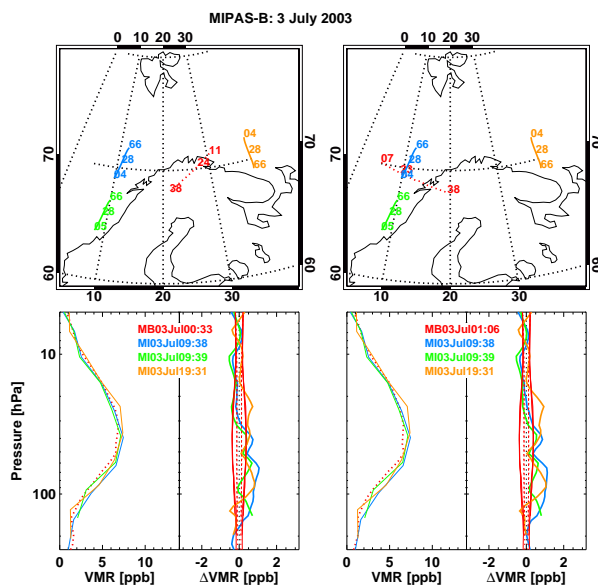 MIPAS-B: 3 July 2003
0 10 20 30
0 10 20 30
70
60
70
60
10 20 30 40
66
28
04
66
28
05
11
24
38
04
28
66
70
60
70
60
10 20 30 40
07
13
38
66
28
04
66
28
05
04
28
66
Pressure [hPa]
10
100
MB03Jul00:33
MI03Jul09:38
MI03Jul09:39
MI03Jul19:31
0 5 10
VMR [ppb]
-2 0 2
ΔVMR [ppb]
MB03Jul01:06
MI03Jul09:38
MI03Jul09:39
MI03Jul19:31
0 5 10
VMR [ppb]
-2 0 2
ΔVMR [ppb]